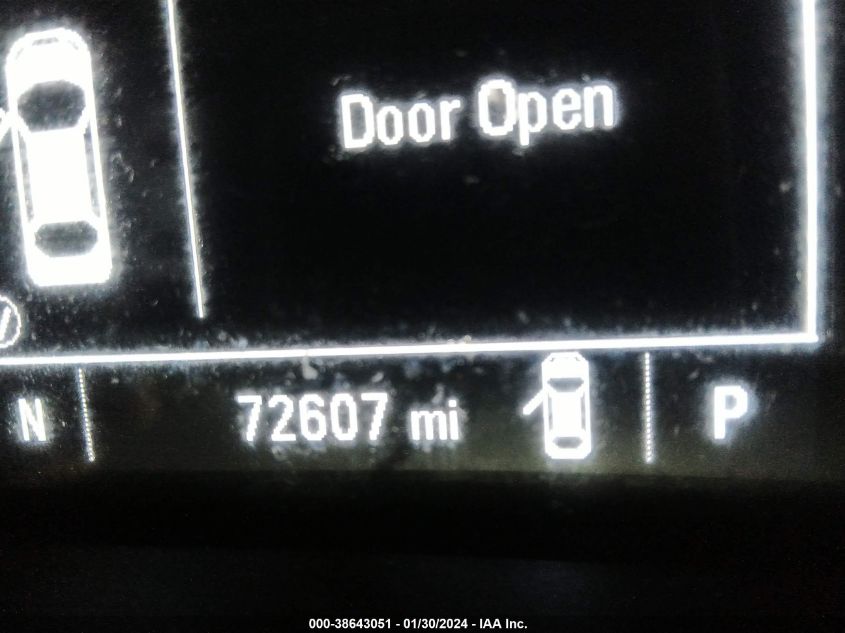 Door Open
N 72607 mi P
000-38643051 - 01/30/2024 - IAA Inc.